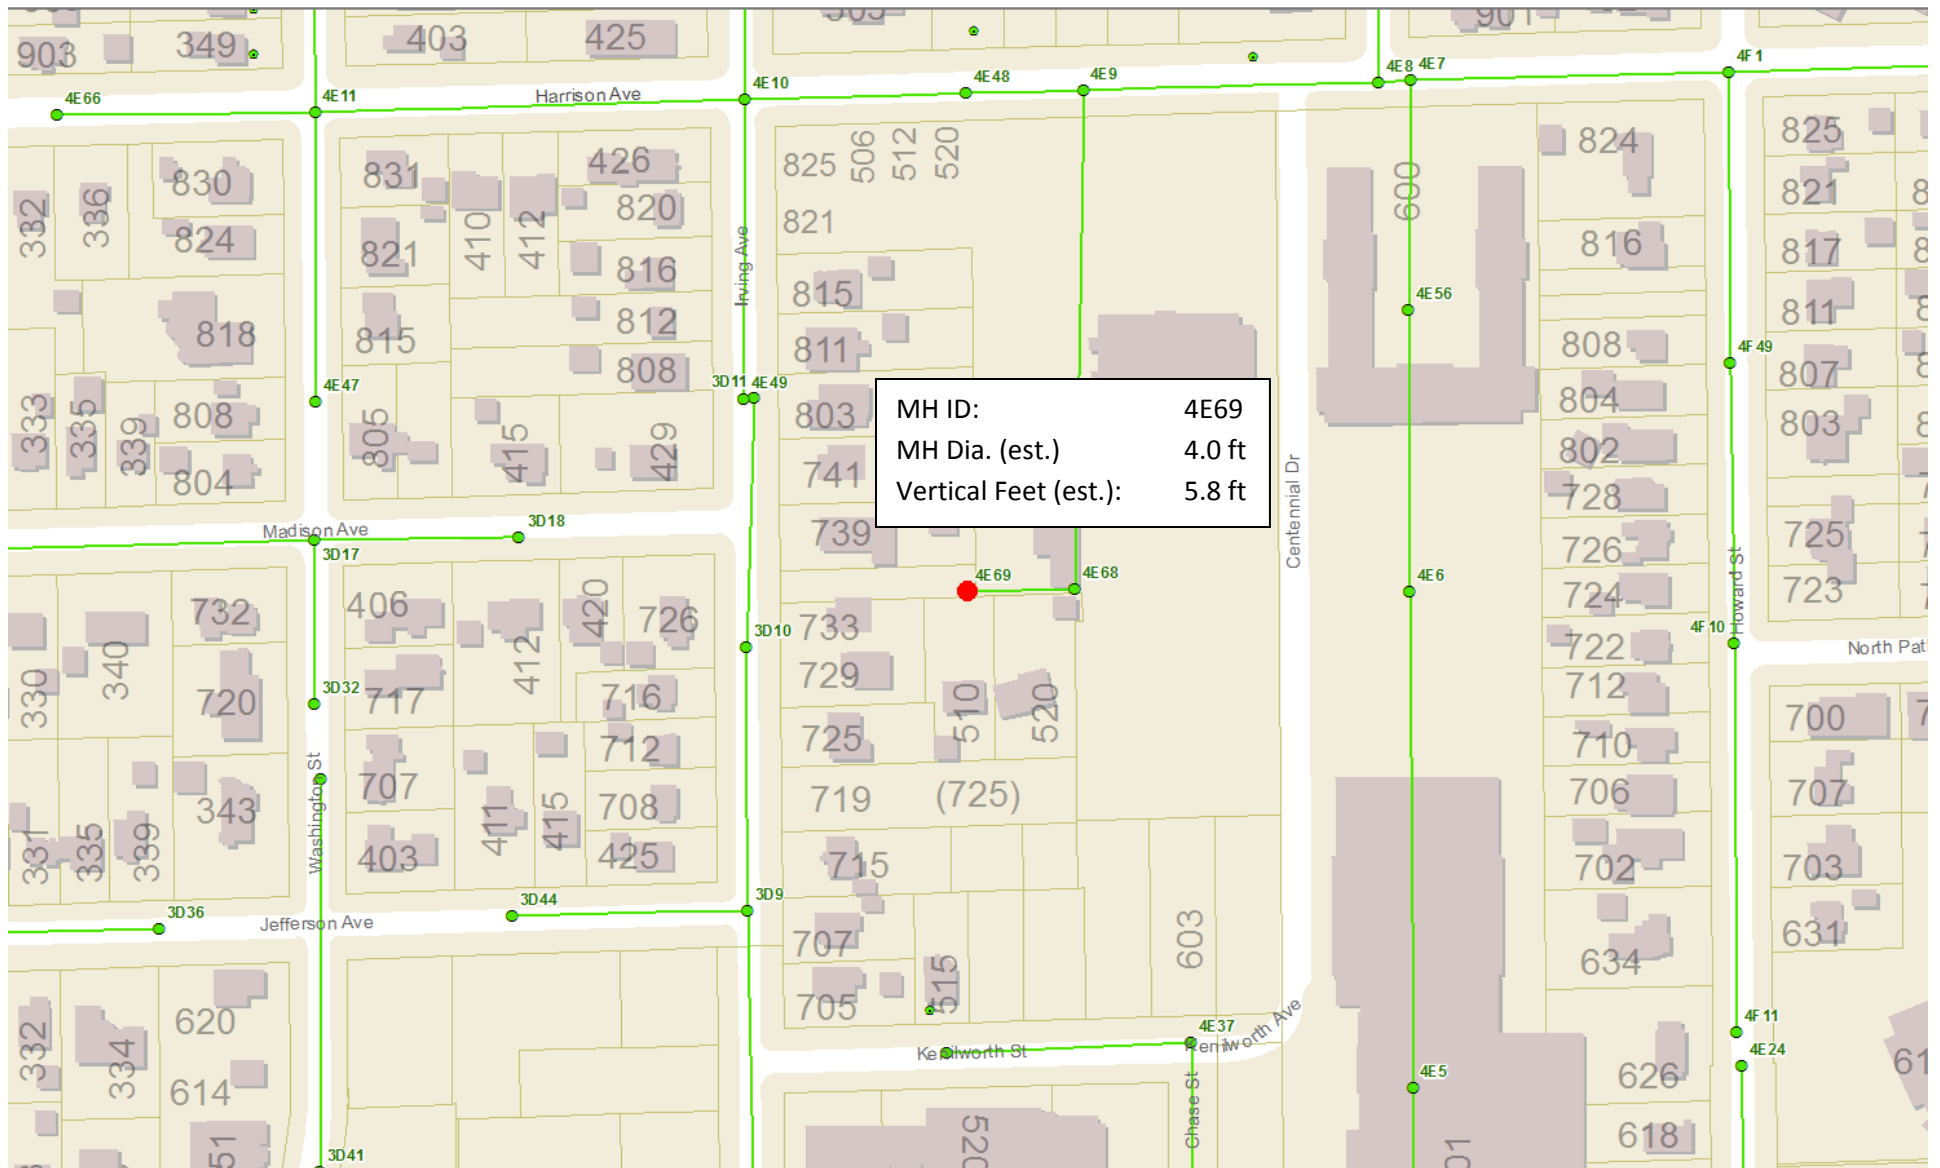 903
349
403
425
505
901
4E66
4E11
Harrison Ave
4E10
4E48
4E9
4E8
4E7
4F1
830
824
332
336
818
333
335
339
808
804
831
821
815
805
410
412
415
426
820
816
812
808
429
4E47
Irving Ave
3D11
4E49
825
506
512
520
821
815
811
803
741
739
MH ID: 4E69
MH Dia. (est.) 4.0 ft
Vertical Feet (est.): 5.8 ft
Centennial Dr
600
4E56
4E6
824
816
808
804
802
728
726
724
722
712
710
706
702
634
626
618
4F49
Howard St
4F10
825
821
817
811
807
803
725
723
North Pat
700
707
703
631
4F11
4E24
61
Madison Ave
3D17
3D18
4E69
4E68
3D10
3D32
732
340
330
720
343
331
335
339
406
412
420
726
717
716
712
707
411
415
708
403
425
733
729
725
510
520
719
(725)
715
707
705
515
603
Washington St
3D36
Jefferson Ave
3D44
3D9
620
332
334
614
51
3D41
Kenilworth St
4E37
Kenilworth Ave
Chase St
520
4E5
01